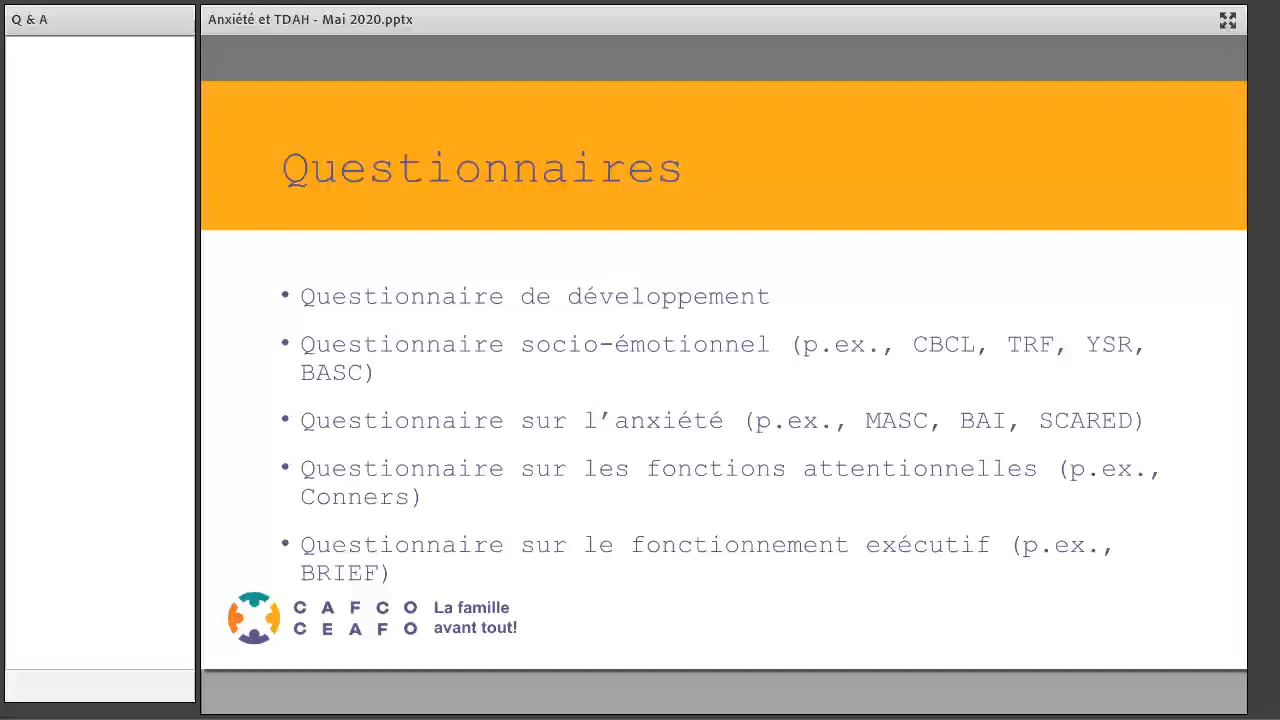 Q & A
Anxiété et TDAH - Mai 2020.pptx
Questionnaires
• Questionnaire de développement
• Questionnaire socio-émotionnel (p.ex., CBCL, TRF, YSR,
BASC)
• Questionnaire sur l’anxiété (p.ex., MASC, BAI, SCARED)
• Questionnaire sur les fonctions attentionnelles (p.ex.,
Conners)
• Questionnaire sur le fonctionnement exécutif (p.ex.,
BRIEF)
CAFCO La famille
CEAFO avant tout!